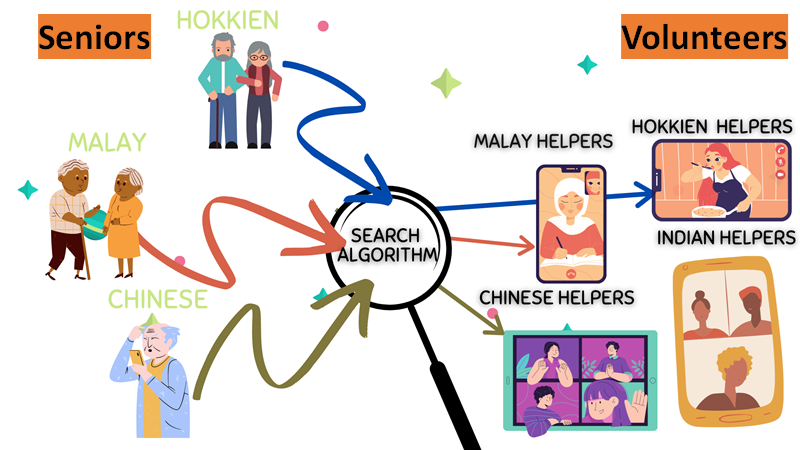 Seniors
HOKKIEN
Volunteers
MALAY
MALAY HELPERS
HOKKIEN HELPERS
SEARCH
ALGORITHM
INDIAN HELPERS
CHINESE
CHINESE HELPERS